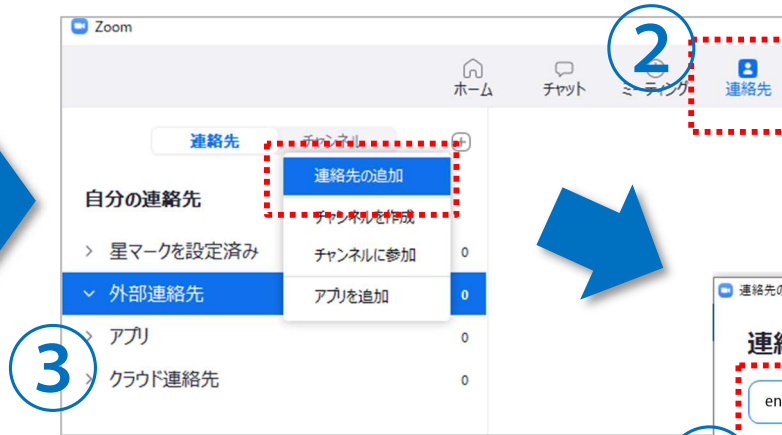 Zoom
②
ホーム
チャット
ミーティング
連絡先
連絡先
チャンネル
連絡先の追加
自分の連絡先
チャンネルを作成
星マークを設定済み
チャンネルに参加
0
外部連絡先
アプリを追加
0
連絡先の
アプリ
0
③
クラウド連絡先
0
en